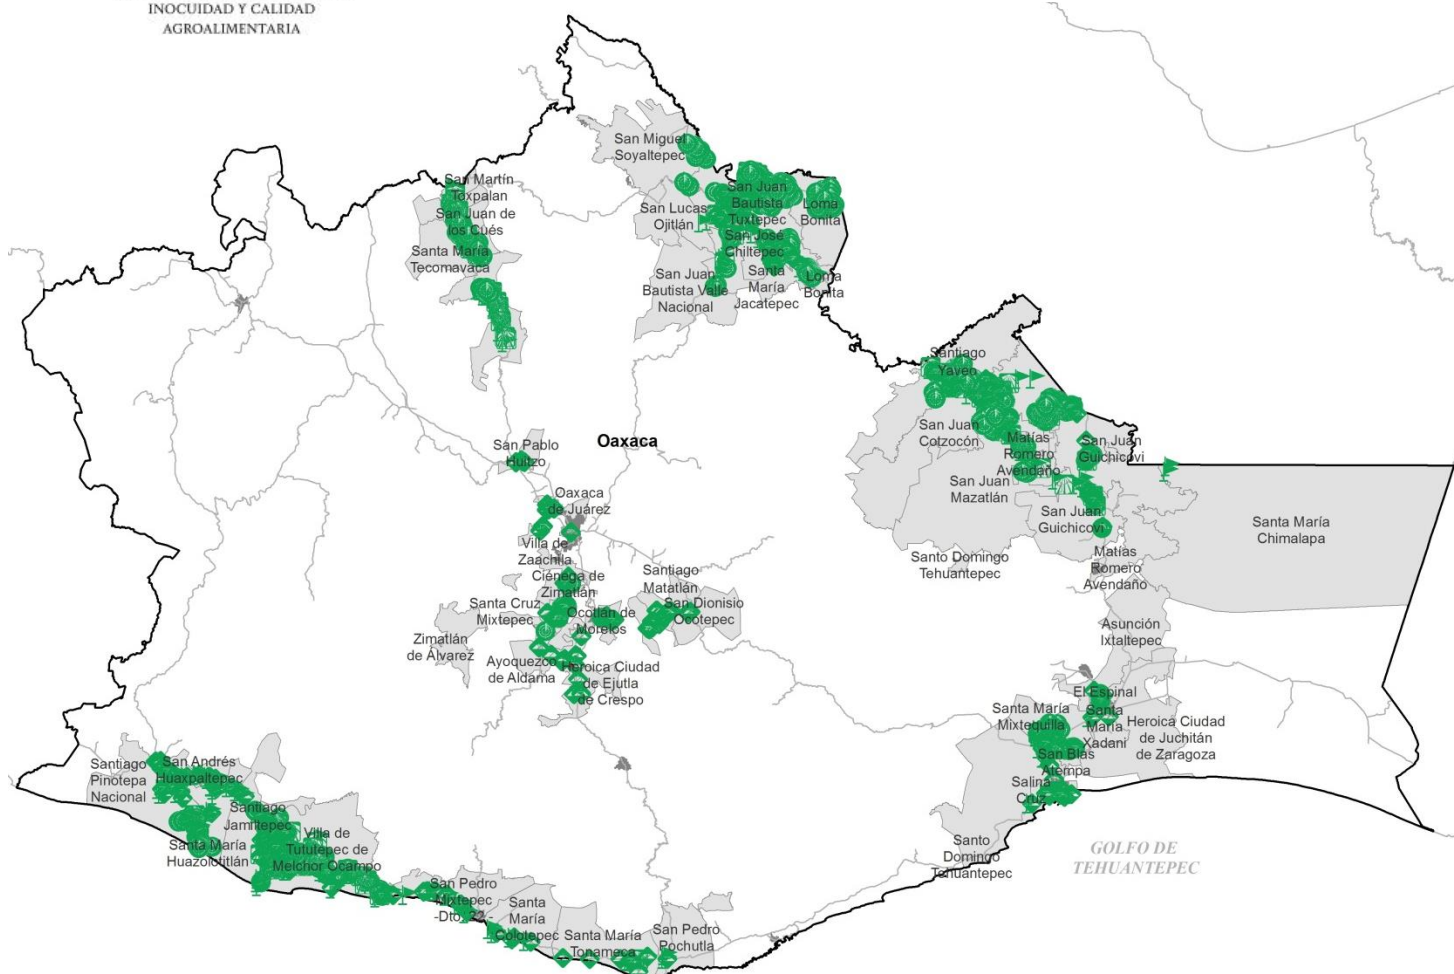 INOCUIDAD Y CALIDAD
AGROALIMENTARIA
San Miguel
Soyaltepec
San Martín
Toxpalan
San Juan de
los Cués
Santa María
Tecomavaca
San Lucas
Ojitlán
San Juan
Bautista
Tuxtepec
Loma
Bonita
San José
Chiltepec
San Juan
Bautista Valle
Nacional
Santa
María
Jacatepec
Loma
Bonita
Santiago
Yaveo
San Juan
Cotzocón
Matías
Romero
Avendaño
San Juan
Guichicovi
San Juan
Mazatlán
San Juan
Guichicovi
Santa María
Chimalapa
Santo Domingo
Tehuantepec
Matías
Romero
Avendaño
San Pablo
Huitzo
Oaxaca
Oaxaca
de Juárez
Villa de
Zaachila
Ciénega de
Zimatlán
Santiago
Matatlán
Santa Cruz
Mixtepec
Ocotlán de
Morelos
San Dionisio
Ocotepec
Zimatlán
de Álvarez
Ayoquezco
de Aldama
Heroica Ciudad
de Ejutla
de Crespo
Asunción
Ixtaltepec
El Espinal
Santa María
Mixtequilla
Santa
María
Xadani
Heroica Ciudad
de Juchitán
de Zaragoza
San Blas
Atempa
Salina
Cruz
Santo
Domingo
Tehuantepec
GOLFO DE
TEHUANTEPEC
Santiago
Pinotepa
Nacional
San Andrés
Huaxpaltepec
Santiago
Jamiltepec
Santa María
Huazolotitlán
Villa de
Tututepec de
Melchor Ocampo
San Pedro
Mixtepec
-Dto. 22 -
Santa
María
Colotepec
Santa María
Tonameca
San Pedro
Pochutla